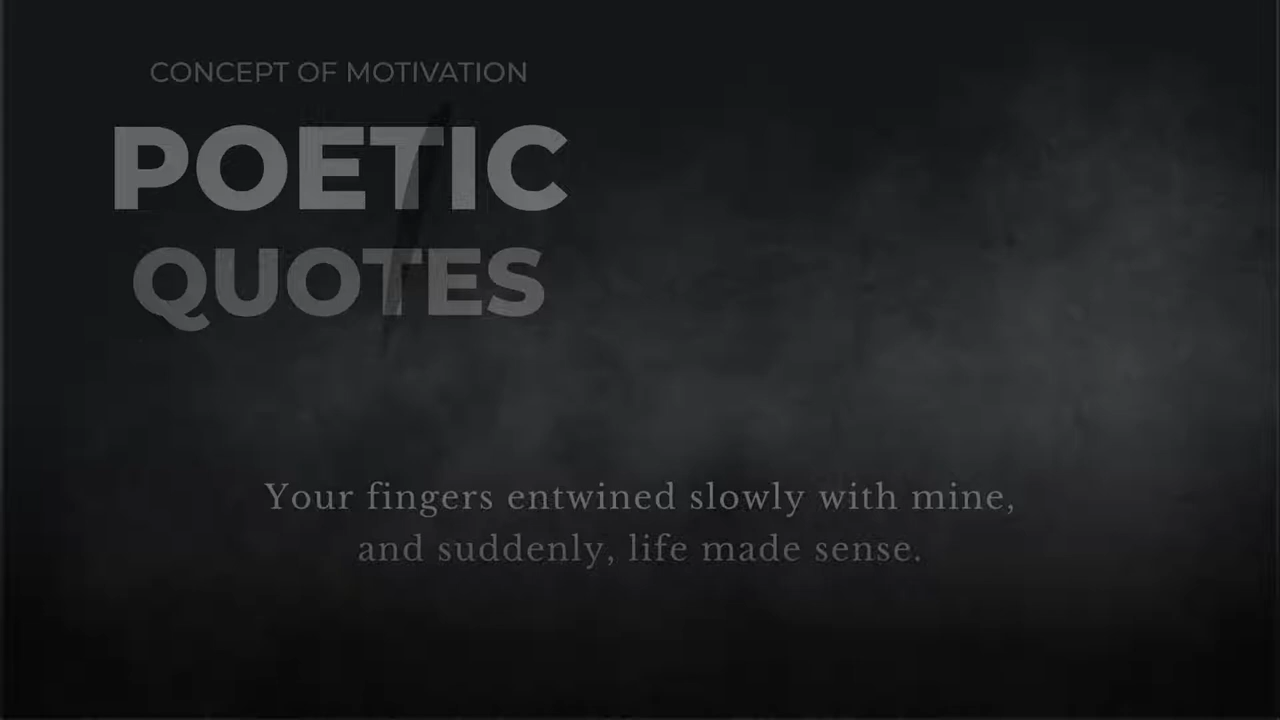 CONCEPT OF MOTIVATION
POETIC
QUOTES
Your fingers entwined slowly with mine,
and suddenly, life made sense.